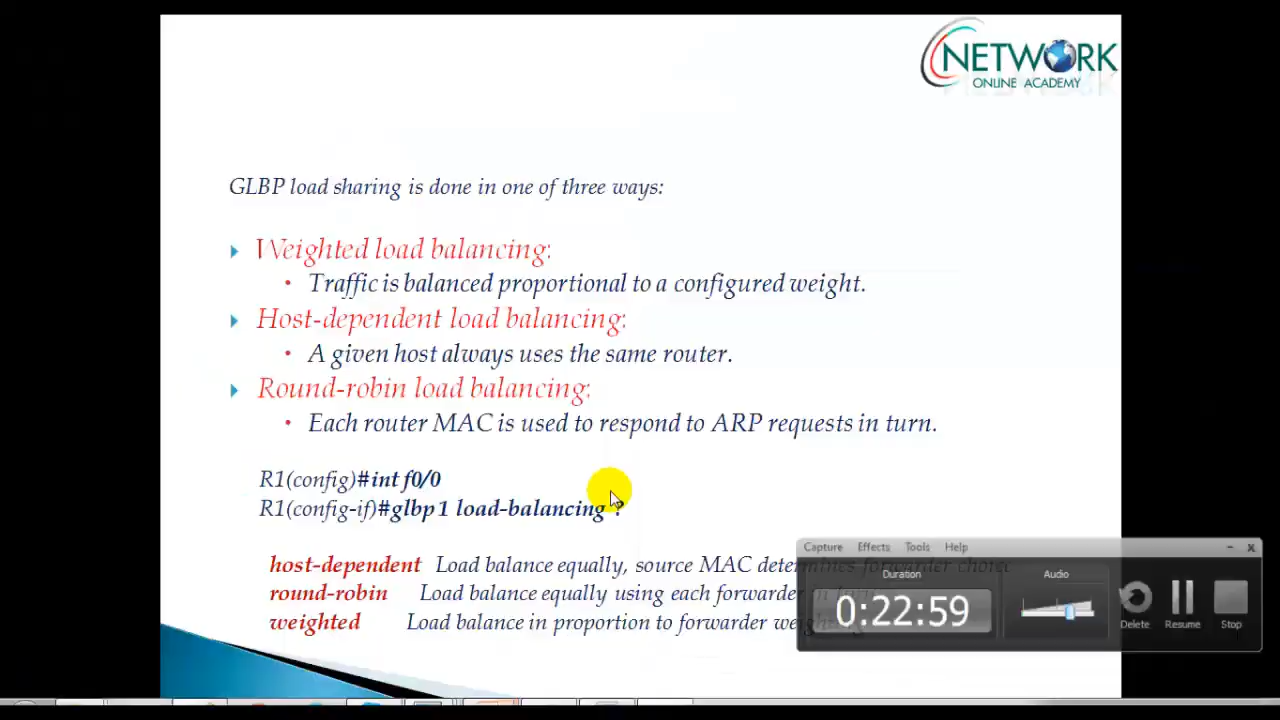 NETWORK
ONLINE ACADEMY
GLBP load sharing is done in one of three ways:
Weighted load balancing:
Traffic is balanced proportional to a configured weight.
Host-dependent load balancing:
A given host always uses the same router.
Round-robin load balancing:
Each router MAC is used to respond to ARP requests in turn.
R1(config)#int f0/0
R1(config-if)#glbp 1 load-balancing ?
host-dependent Load balance equally, source MAC determines forwarder choice
round-robin Load balance equally using each forwarder in turn
weighted Load balance in proportion to forwarder
Capture Effects Tools Help
Duration Audio
0:22:59
Delete Resume Stop